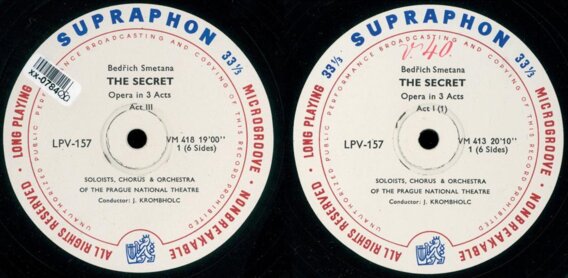 SUPRAPHON
33⅓
LONG PLAYING
MICROGROOVE
NONBREAKABLE
ALL RIGHTS RESERVED
UNAUTHORIZED PUBLIC PERFORMANCE BROADCASTING AND COPYING OF THIS RECORD PROHIBITED
Bedřich Smetana
THE SECRET
Opera in 3 Acts
Act III
LPV-157
VM 418 19'00''
1 (6 Sides)
SOLOISTS, CHORUS & ORCHESTRA
OF THE PRAGUE NATIONAL THEATRE
Conductor: J. KROMBHOLC
SUPRAPHON
33⅓
33⅓
LONG PLAYING
MICROGROOVE
NONBREAKABLE
ALL RIGHTS RESERVED
UNAUTHORIZED PUBLIC PERFORMANCE BROADCASTING AND COPYING OF THIS RECORD PROHIBITED
Bedřich Smetana
THE SECRET
Opera in 3 Acts
Act I (1)
LPV-157
VM 413 20'10''
1 (6 Sides)
SOLOISTS, CHORUS & ORCHESTRA
OF THE PRAGUE NATIONAL THEATRE
Conductor: J. KROMBHOLC